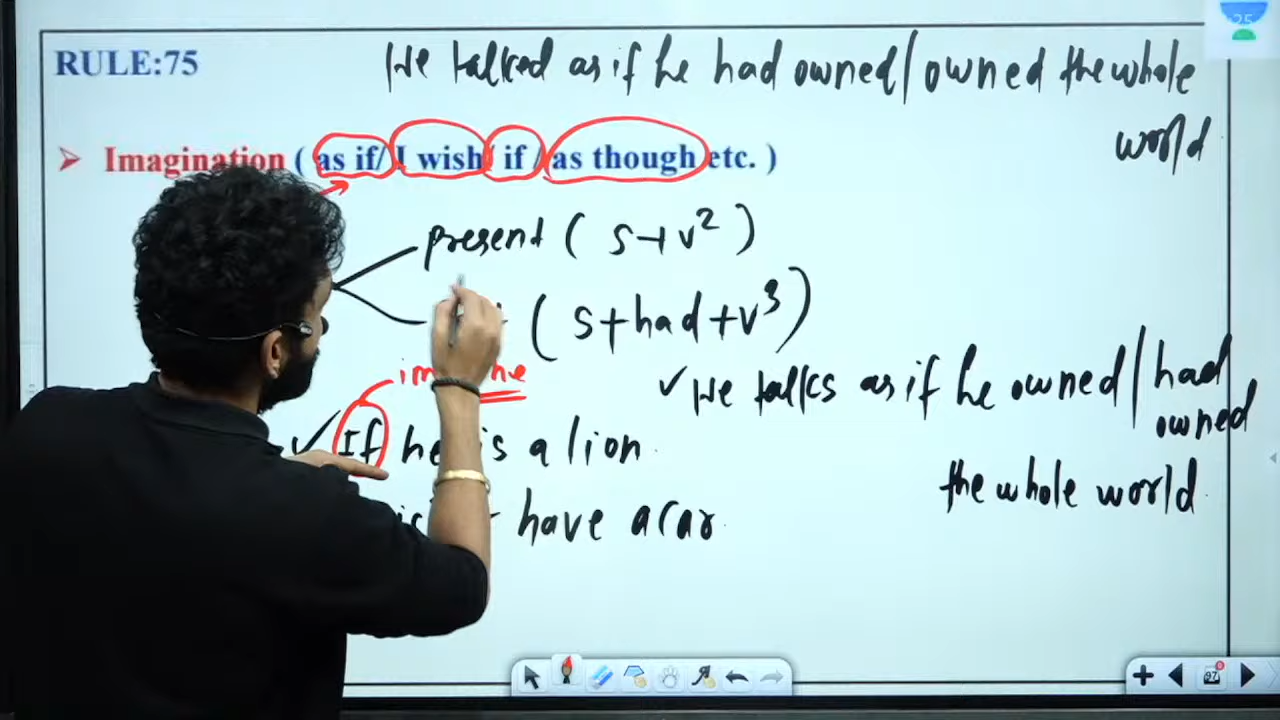 RULE:75
He talked as if he had owned/owned the whole
world
➤ Imagination ( as if/ I wish/ if / as though etc. )
present ( s+v²)
( s+had+v³)
✓ He talks as if he owned/had
owned
the whole world
✓ If he is a lion.
have a car
97